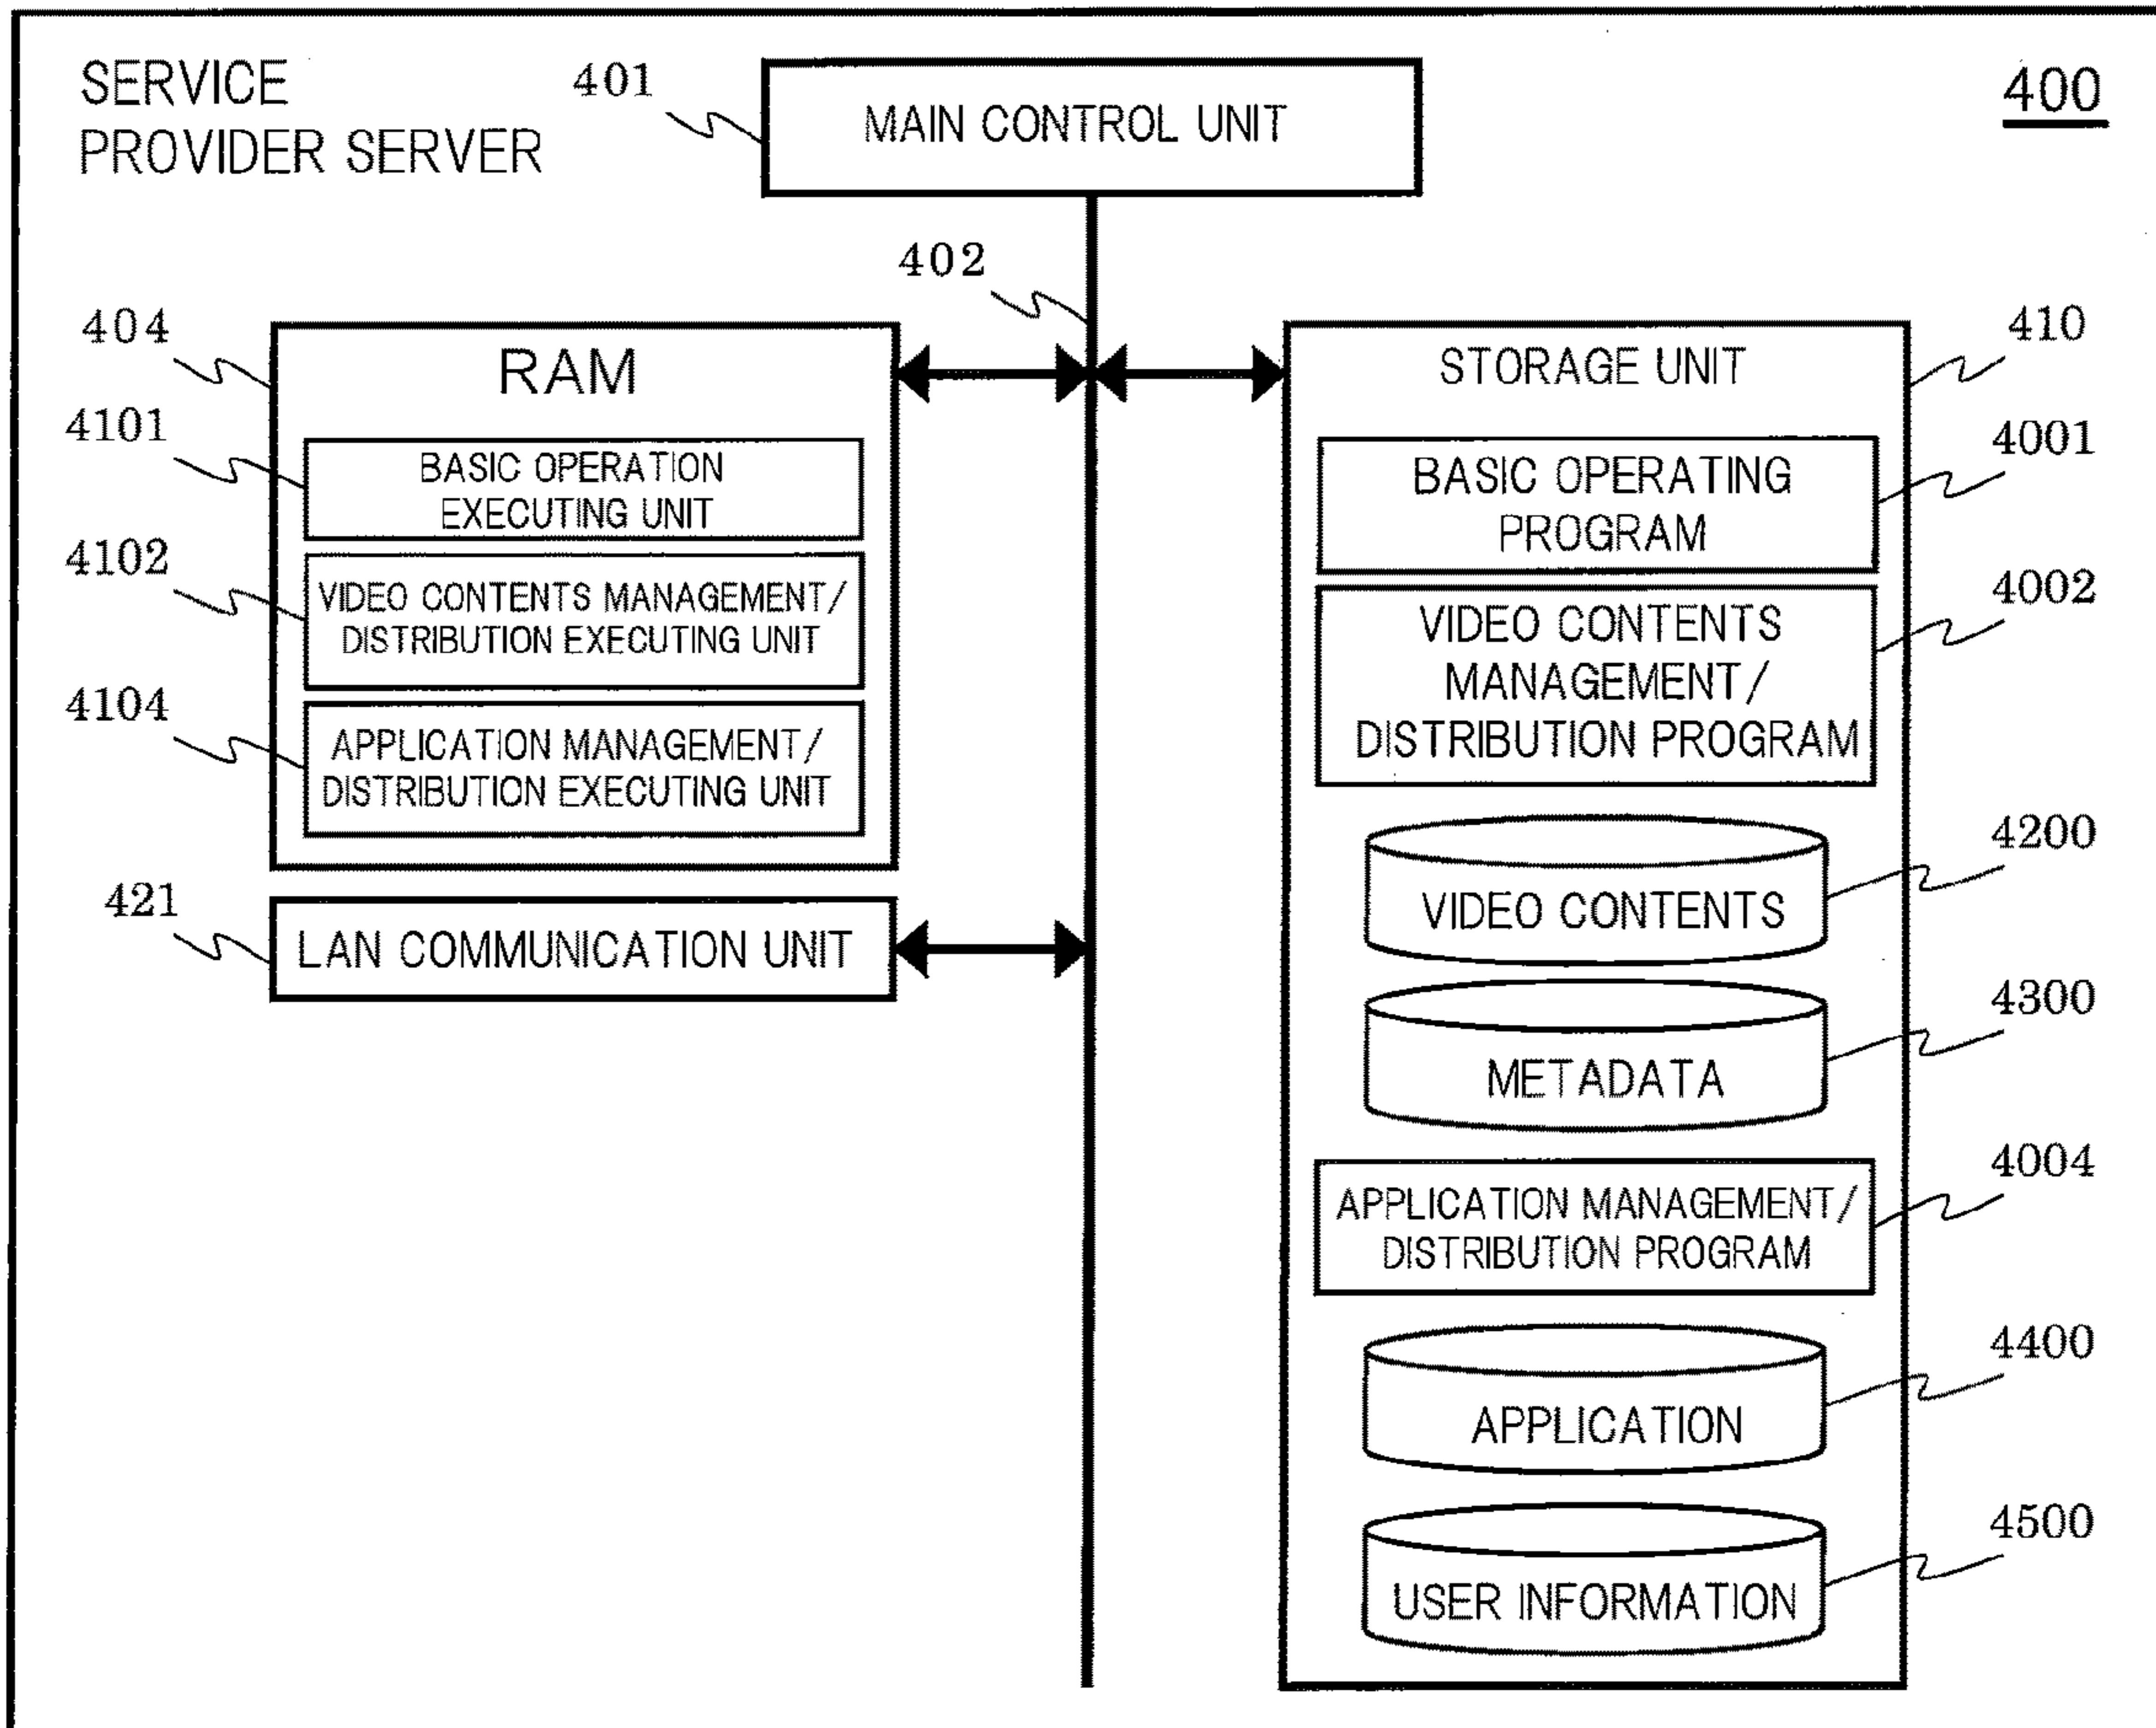 SERVICE
PROVIDER SERVER
400
401
MAIN CONTROL UNIT
402
404
RAM
4101
BASIC OPERATION
EXECUTING UNIT
4102
VIDEO CONTENTS MANAGEMENT/
DISTRIBUTION EXECUTING UNIT
4104
APPLICATION MANAGEMENT/
DISTRIBUTION EXECUTING UNIT
421
LAN COMMUNICATION UNIT
STORAGE UNIT
410
BASIC OPERATING
PROGRAM
4001
VIDEO CONTENTS
MANAGEMENT/
DISTRIBUTION PROGRAM
4002
VIDEO CONTENTS
4200
METADATA
4300
APPLICATION MANAGEMENT/
DISTRIBUTION PROGRAM
4004
APPLICATION
4400
USER INFORMATION
4500